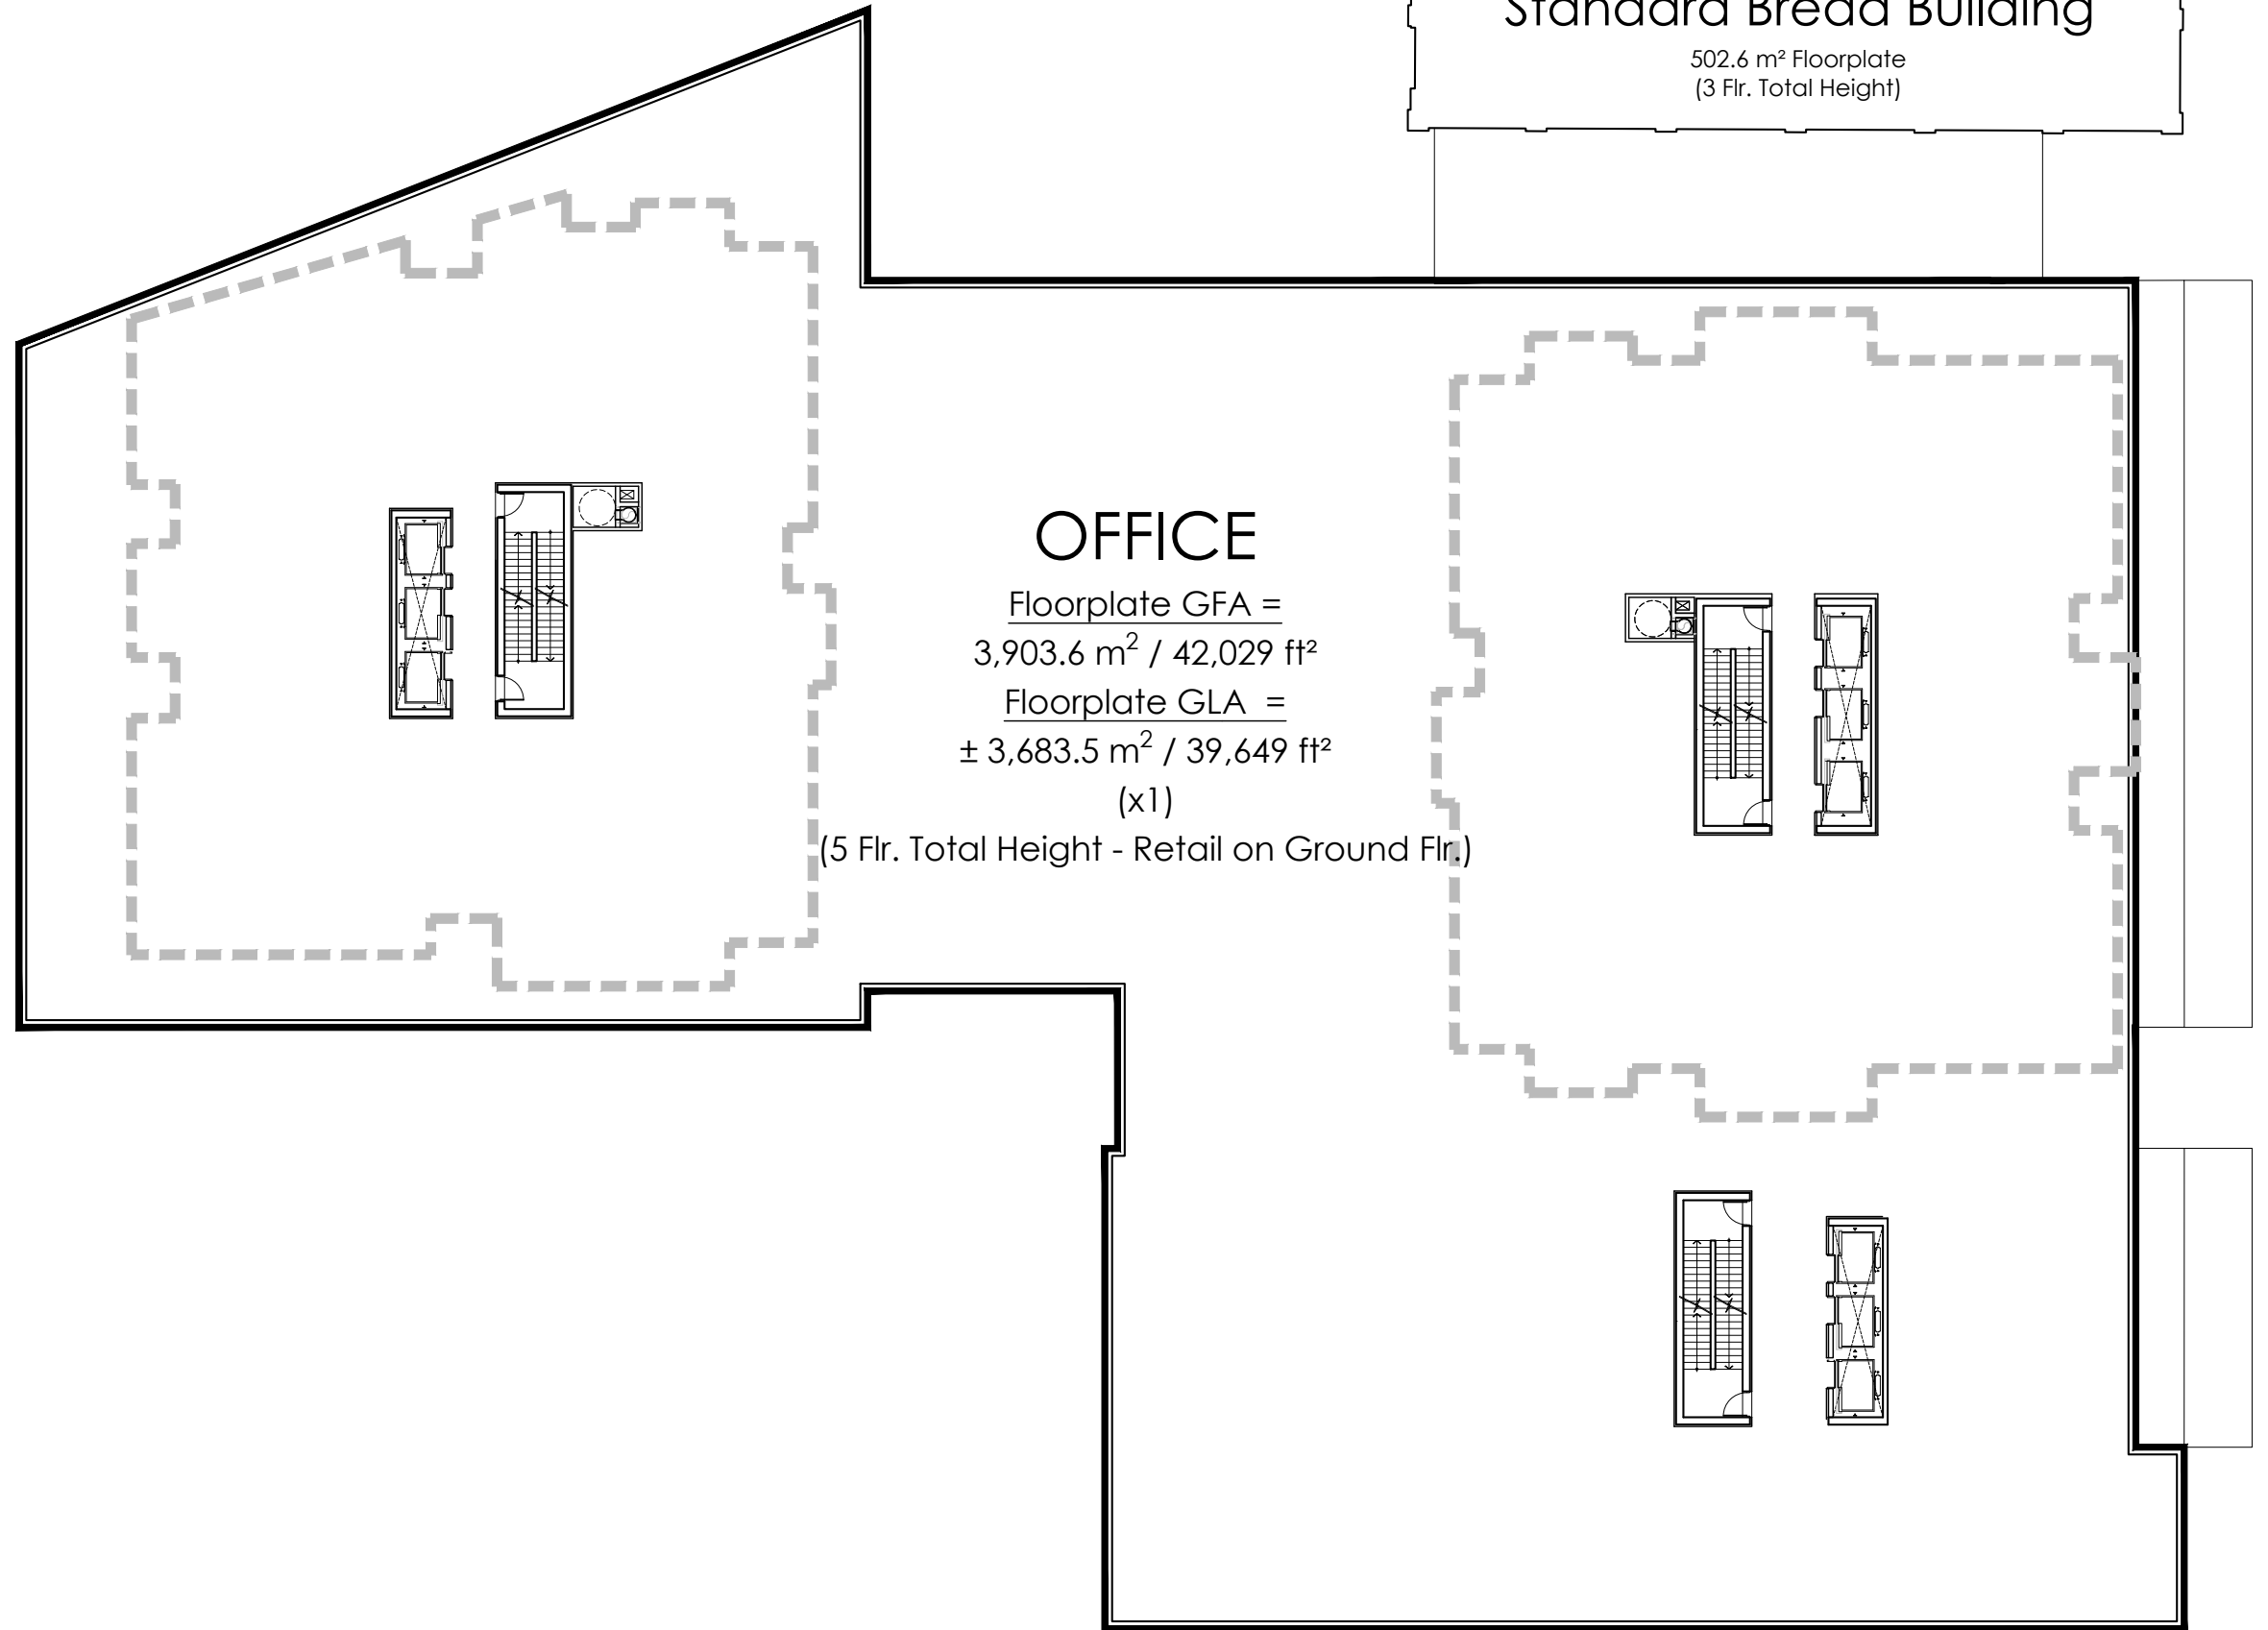 Standard Bread Building
502.6 m² Floorplate
(3 Flr. Total Height)
OFFICE
Floorplate GFA =
3,903.6 m² / 42,029 ft²
Floorplate GLA =
± 3,683.5 m² / 39,649 ft²
(x1)
(5 Flr. Total Height - Retail on Ground Flr.)